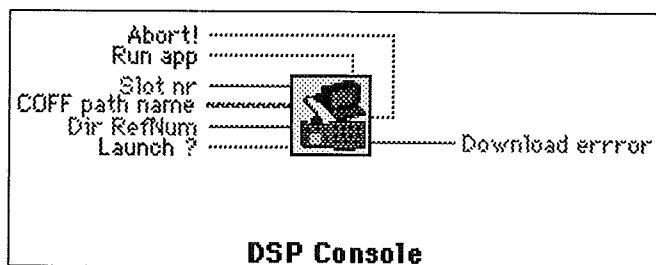 Abort!
Run app
Slot nr
COFF path name
Dir RefNum
Launch ?
Download errror
DSP Console